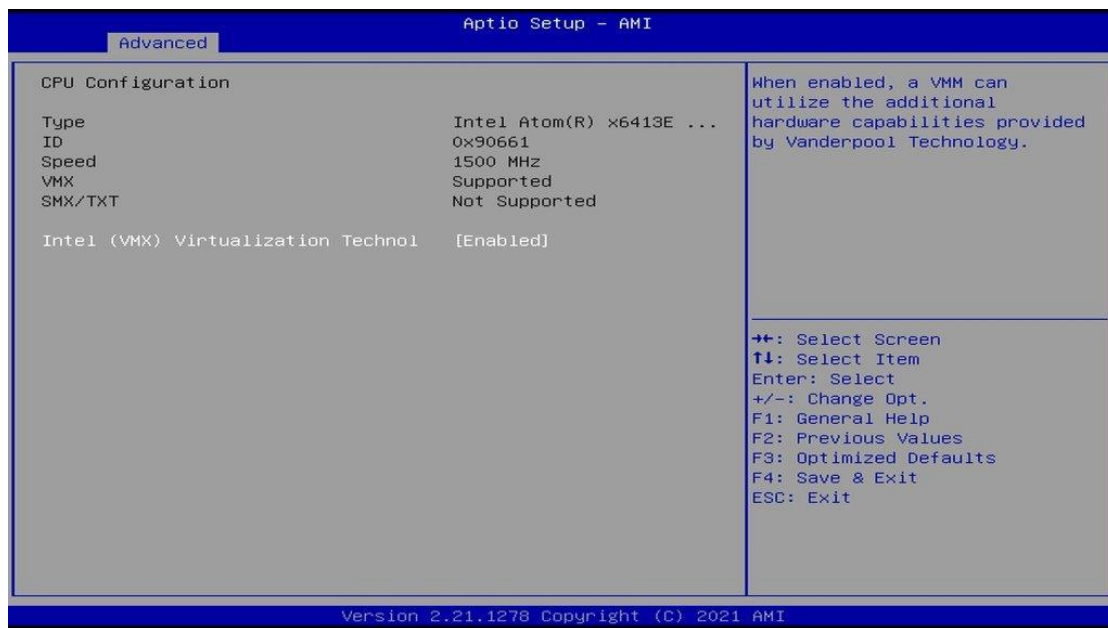 Aptio Setup – AMI
Advanced
CPU Configuration
Type Intel Atom(R) x6413E ...
ID 0x90661
Speed 1500 MHz
VMX Supported
SMX/TXT Not Supported
Intel (VMX) Virtualization Technol [Enabled]
When enabled, a VMM can
utilize the additional
hardware capabilities provided
by Vanderpool Technology.
→←: Select Screen
↑↓: Select Item
Enter: Select
+/-: Change Opt.
F1: General Help
F2: Previous Values
F3: Optimized Defaults
F4: Save & Exit
ESC: Exit
Version 2.21.1278 Copyright (C) 2021 AMI